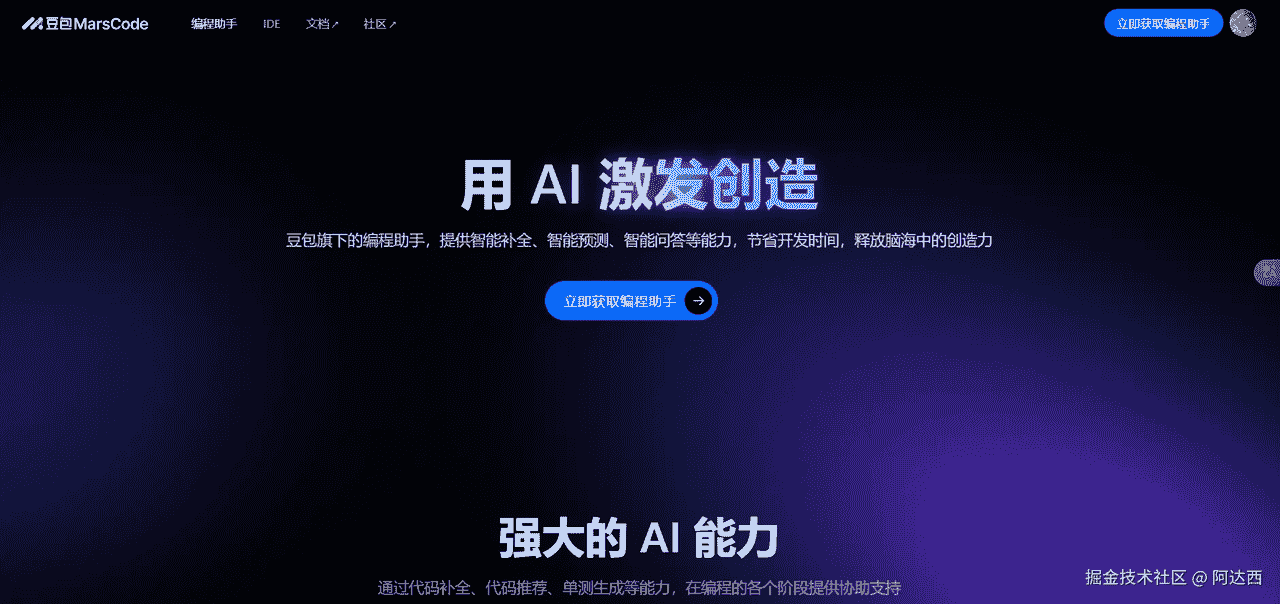 豆包MarsCode 编程助手 IDE 文档↗ 社区↗ 立即获取编程助手
用 AI 激发创造
豆包旗下的编程助手，提供智能补全、智能预测、智能问答等能力，节省开发时间，释放脑海中的创造力
立即获取编程助手 →
强大的 AI 能力
通过代码补全、代码推荐、单测生成等能力，在编程的各个阶段提供协助支持
掘金技术社区 @ 阿达西